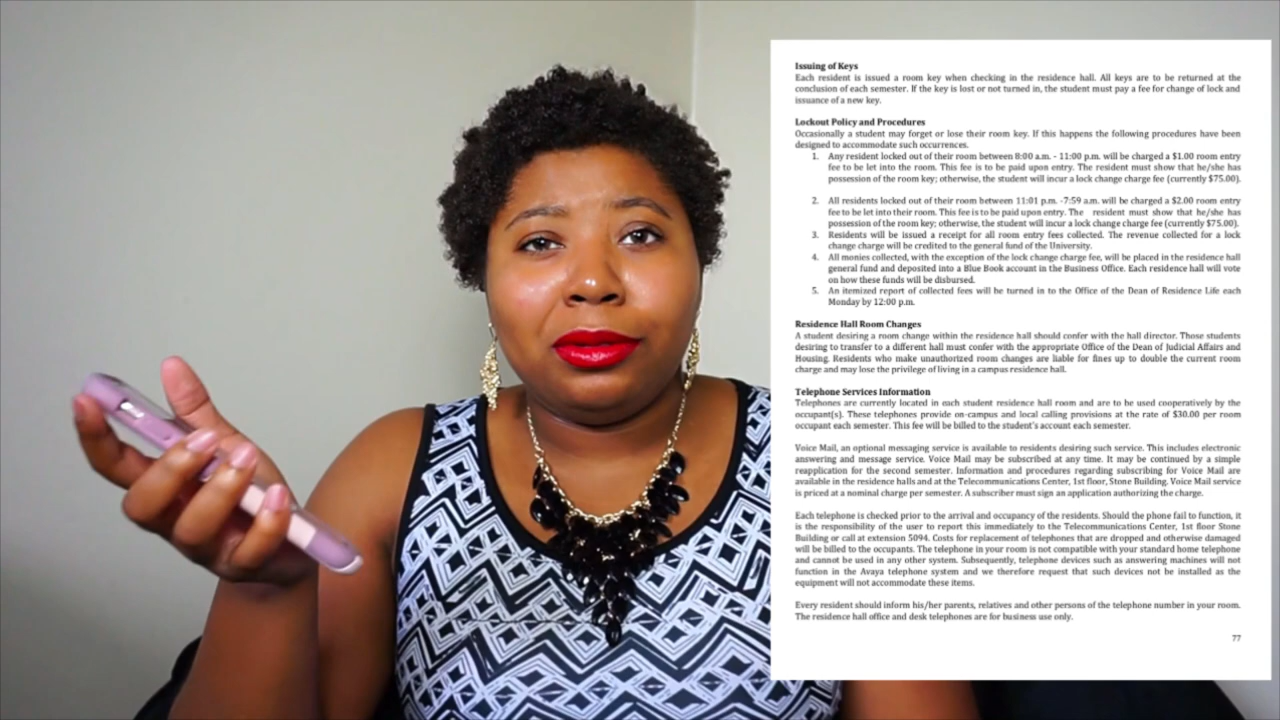 Issuing of Keys
Each resident is issued a room key when checking in the residence hall. All keys are to be returned at the
conclusion of each semester. If the key is lost or not turned in, the student must pay a fee for change of lock and
issuance of a new key.
Lockout Policy and Procedures
Occasionally a student may forget or lose their room key. If this happens the following procedures have been
designed to accommodate such occurrences.
1. Any resident locked out of their room between 8:00 a.m. - 11:00 p.m. will be charged a $1.00 room entry
fee to be let into the room. This fee is to be paid upon entry. The resident must show that he/she has
possession of the room key; otherwise, the student will incur a lock change charge fee (currently $75.00).
2. All residents locked out of their room between 11:01 p.m. -7:59 a.m. will be charged a $2.00 room entry
fee to be let into their room. This fee is to be paid upon entry. The resident must show that he/she has
possession of the room key; otherwise, the student will incur a lock change charge fee (currently $75.00).
3. Residents will be issued a receipt for all room entry fees collected. The revenue collected for a lock
change charge will be credited to the general fund of the University.
4. All monies collected, with the exception of the lock change charge fee, will be placed in the residence hall
general fund and deposited into a Blue Book account in the Business Office. Each residence hall will vote
on how these funds will be disbursed.
5. An itemized report of collected fees will be turned in to the Office of the Dean of Residence Life each
Monday by 12:00 p.m.
Residence Hall Room Changes
A student desiring a room change within the residence hall should confer with the hall director. Those students
desiring to transfer to a different hall must confer with the appropriate Office of the Dean of Judicial Affairs and
Housing. Residents who make unauthorized room changes are liable for fines up to double the current room
charge and may lose the privilege of living in a campus residence hall.
Telephone Services Information
Telephones are currently located in each student residence hall room and are to be used cooperatively by the
occupant(s). These telephones provide on-campus and local calling provisions at the rate of $30.00 per room
occupant each semester. This fee will be billed to the student's account each semester.
Voice Mail, an optional messaging service is available to residents desiring such service. This includes electronic
answering and message service. Voice Mail may be subscribed at any time. It may be continued by a simple
reapplication for the second semester. Information and procedures regarding subscribing for Voice Mail are
available in the residence halls and at the Telecommunications Center, 1st floor, Stone Building. Voice Mail service
is priced at a nominal charge per semester. A subscriber must sign an application authorizing the charge.
Each telephone is checked prior to the arrival and occupancy of the residents. Should the phone fail to function, it
is the responsibility of the user to report this immediately to the Telecommunications Center, 1st floor Stone
Building or call at extension 5094. Costs for replacement of telephones that are dropped and otherwise damaged
will be billed to the occupants. The telephone in your room is not compatible with your standard home telephone
and cannot be used in any other system. Subsequently, telephone devices such as answering machines will not
function in the Avaya telephone system and we therefore request that such devices not be installed as the
equipment will not accommodate these items.
Every resident should inform his/her parents, relatives and other persons of the telephone number in your room.
The residence hall office and desk telephones are for business use only.
77